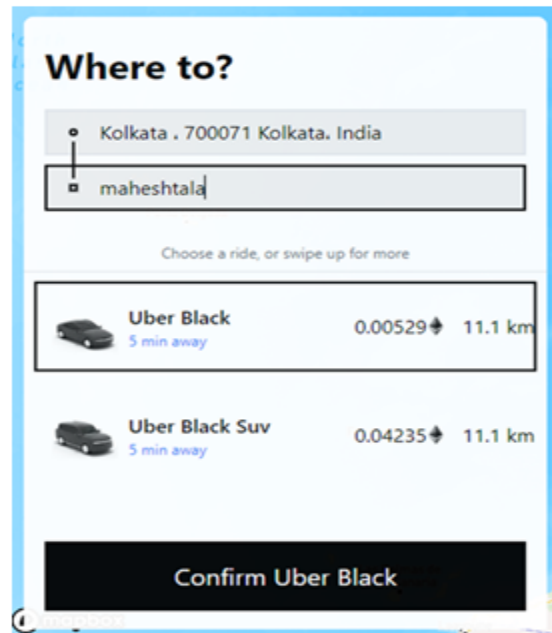 Where to?
Kolkata . 700071 Kolkata. India
maheshtala
Choose a ride, or swipe up for more
Uber Black 0.00529 11.1 km
5 min away
Uber Black Suv 0.04235 11.1 km
5 min away
Confirm Uber Black
mapbox